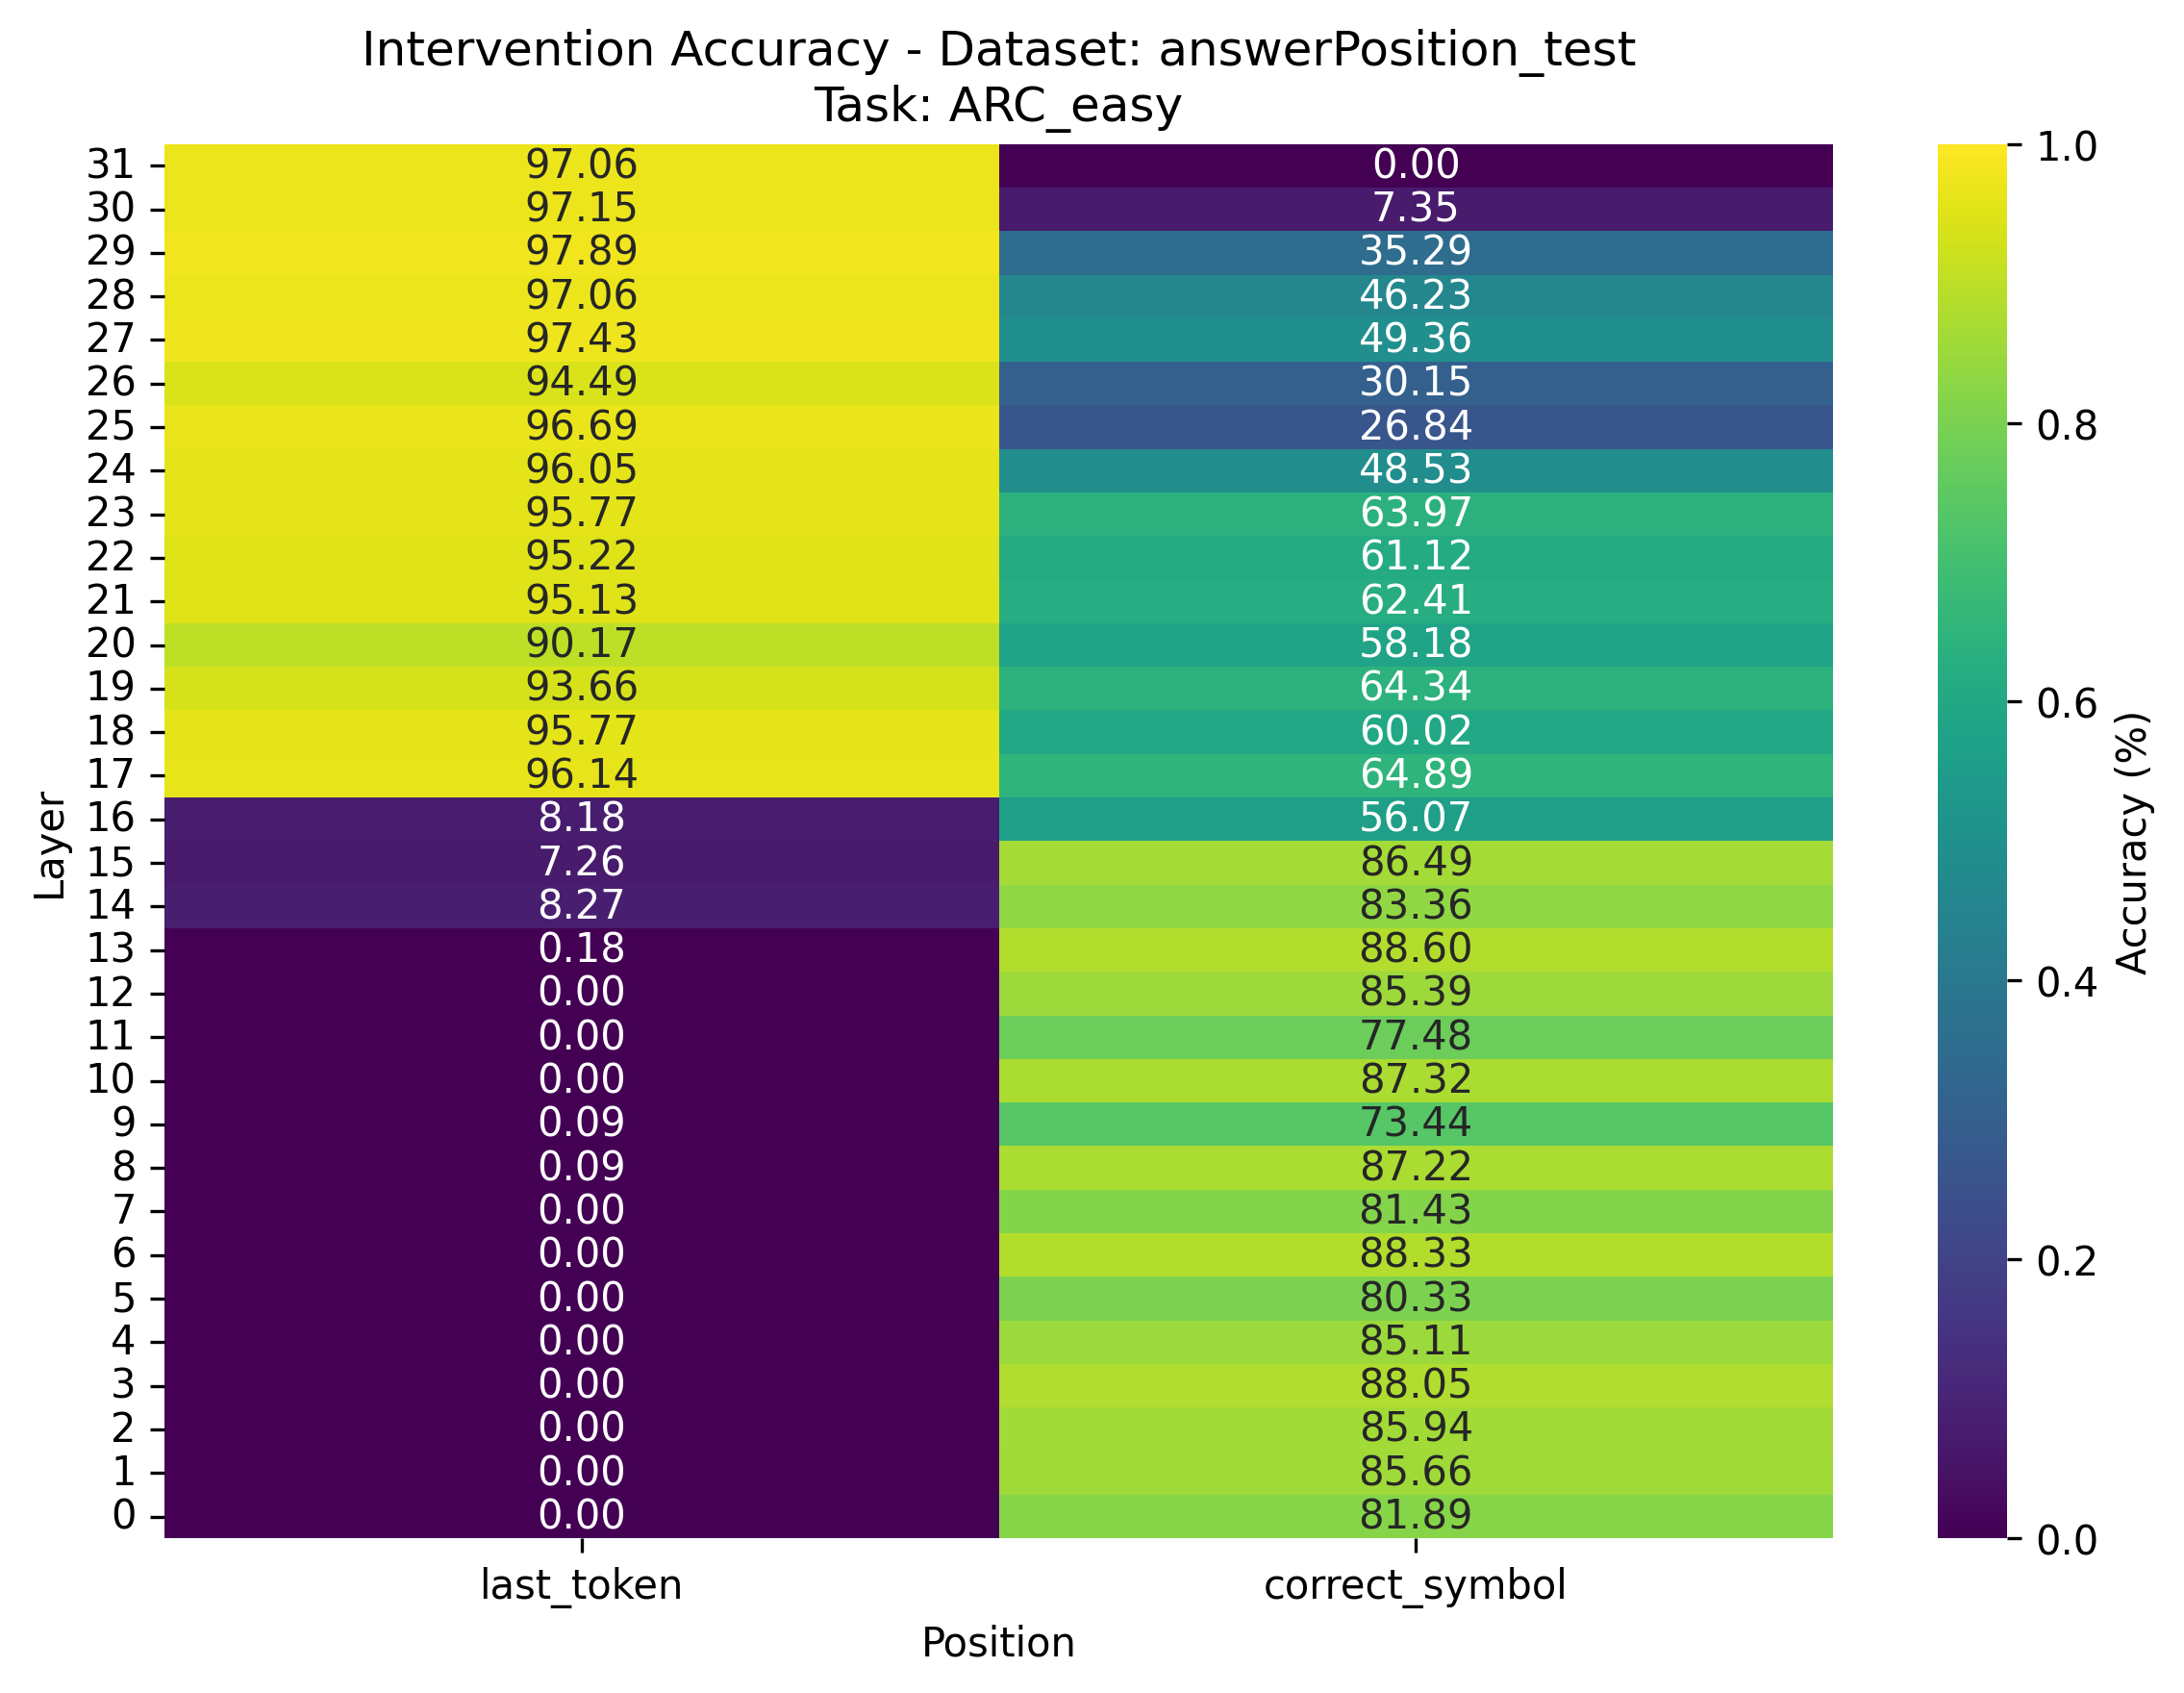 Intervention Accuracy - Dataset: answerPosition_test
Task: ARC_easy
31 97.06 0.00
30 97.15 7.35
29 97.89 35.29
28 97.06 46.23
27 97.43 49.36
26 94.49 30.15
25 96.69 26.84
24 96.05 48.53
23 95.77 63.97
22 95.22 61.12
21 95.13 62.41
20 90.17 58.18
19 93.66 64.34
18 95.77 60.02
17 96.14 64.89
16 8.18 56.07
15 7.26 86.49
14 8.27 83.36
13 0.18 88.60
12 0.00 85.39
11 0.00 77.48
10 0.00 87.32
9 0.09 73.44
8 0.09 87.22
7 0.00 81.43
6 0.00 88.33
5 0.00 80.33
4 0.00 85.11
3 0.00 88.05
2 0.00 85.94
1 0.00 85.66
0 0.00 81.89
last_token correct_symbol
Position
Layer
1.0
0.8
0.6
0.4
0.2
0.0
Accuracy (%)